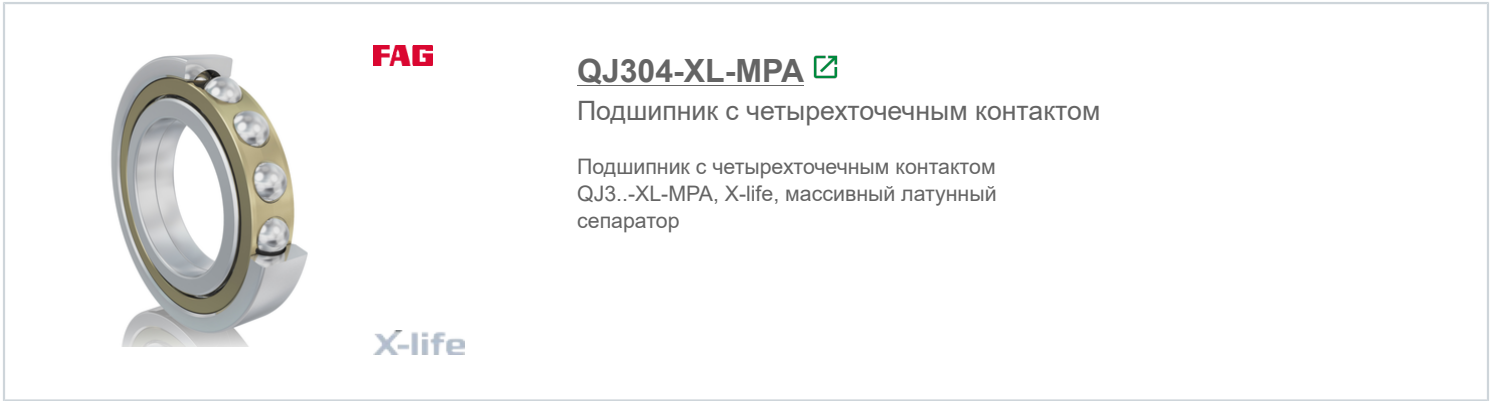 FAG
QJ304-XL-MPA
Подшипник с четырехточечным контактом
Подшипник с четырехточечным контактом
QJ3..-XL-MPA, X-life, массивный латунный
сепаратор
X-life